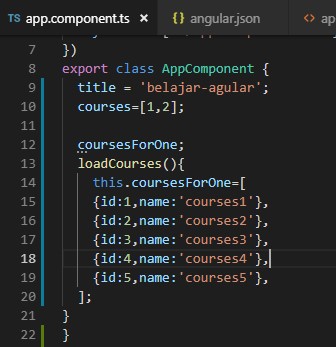 TS app.component.ts × {} angular.json <> ap
7 })
8 export class AppComponent {
9 title = 'belajar-agular';
10 courses=[1,2];
11
12 coursesForOne;
13 loadCourses(){
14 this.coursesForOne=[
15 {id:1,name:'courses1'},
16 {id:2,name:'courses2'},
17 {id:3,name:'courses3'},
18 {id:4,name:'courses4'},
19 {id:5,name:'courses5'},
20 ];
21 }
22 }